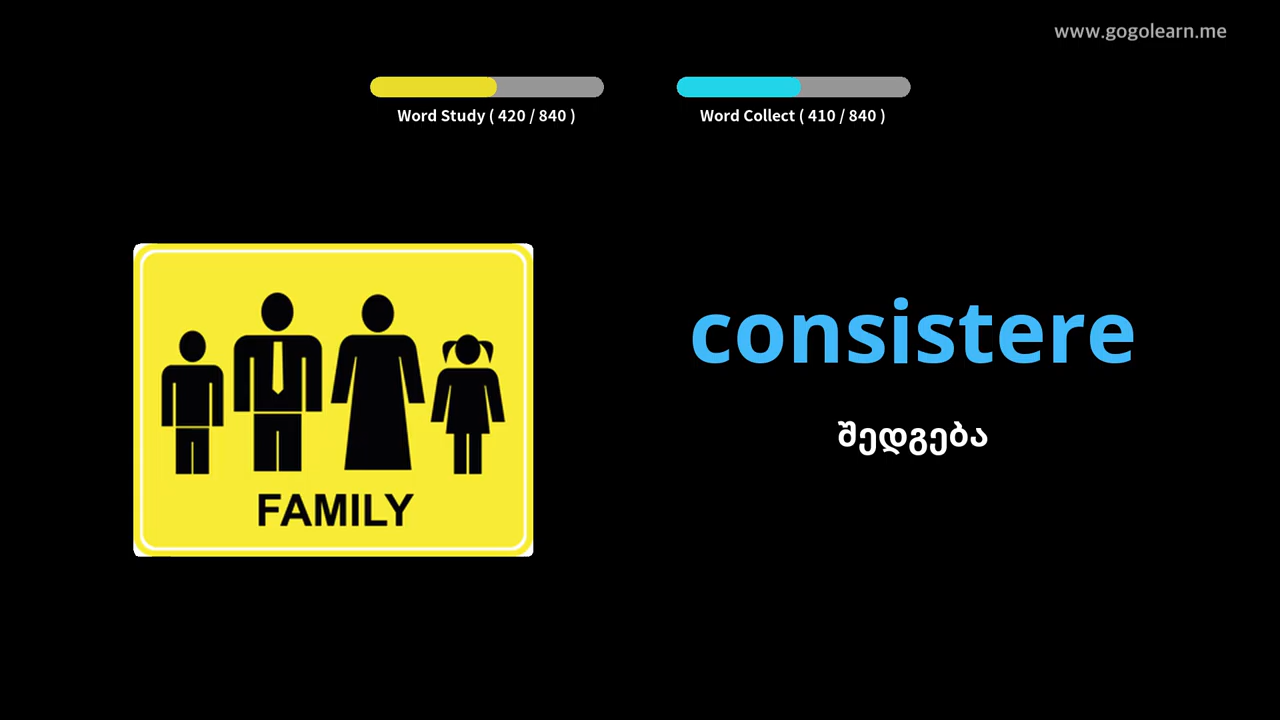 www.gogolearn.me
Word Study ( 420 / 840 )
Word Collect ( 410 / 840 )
consistere
შედგება
FAMILY